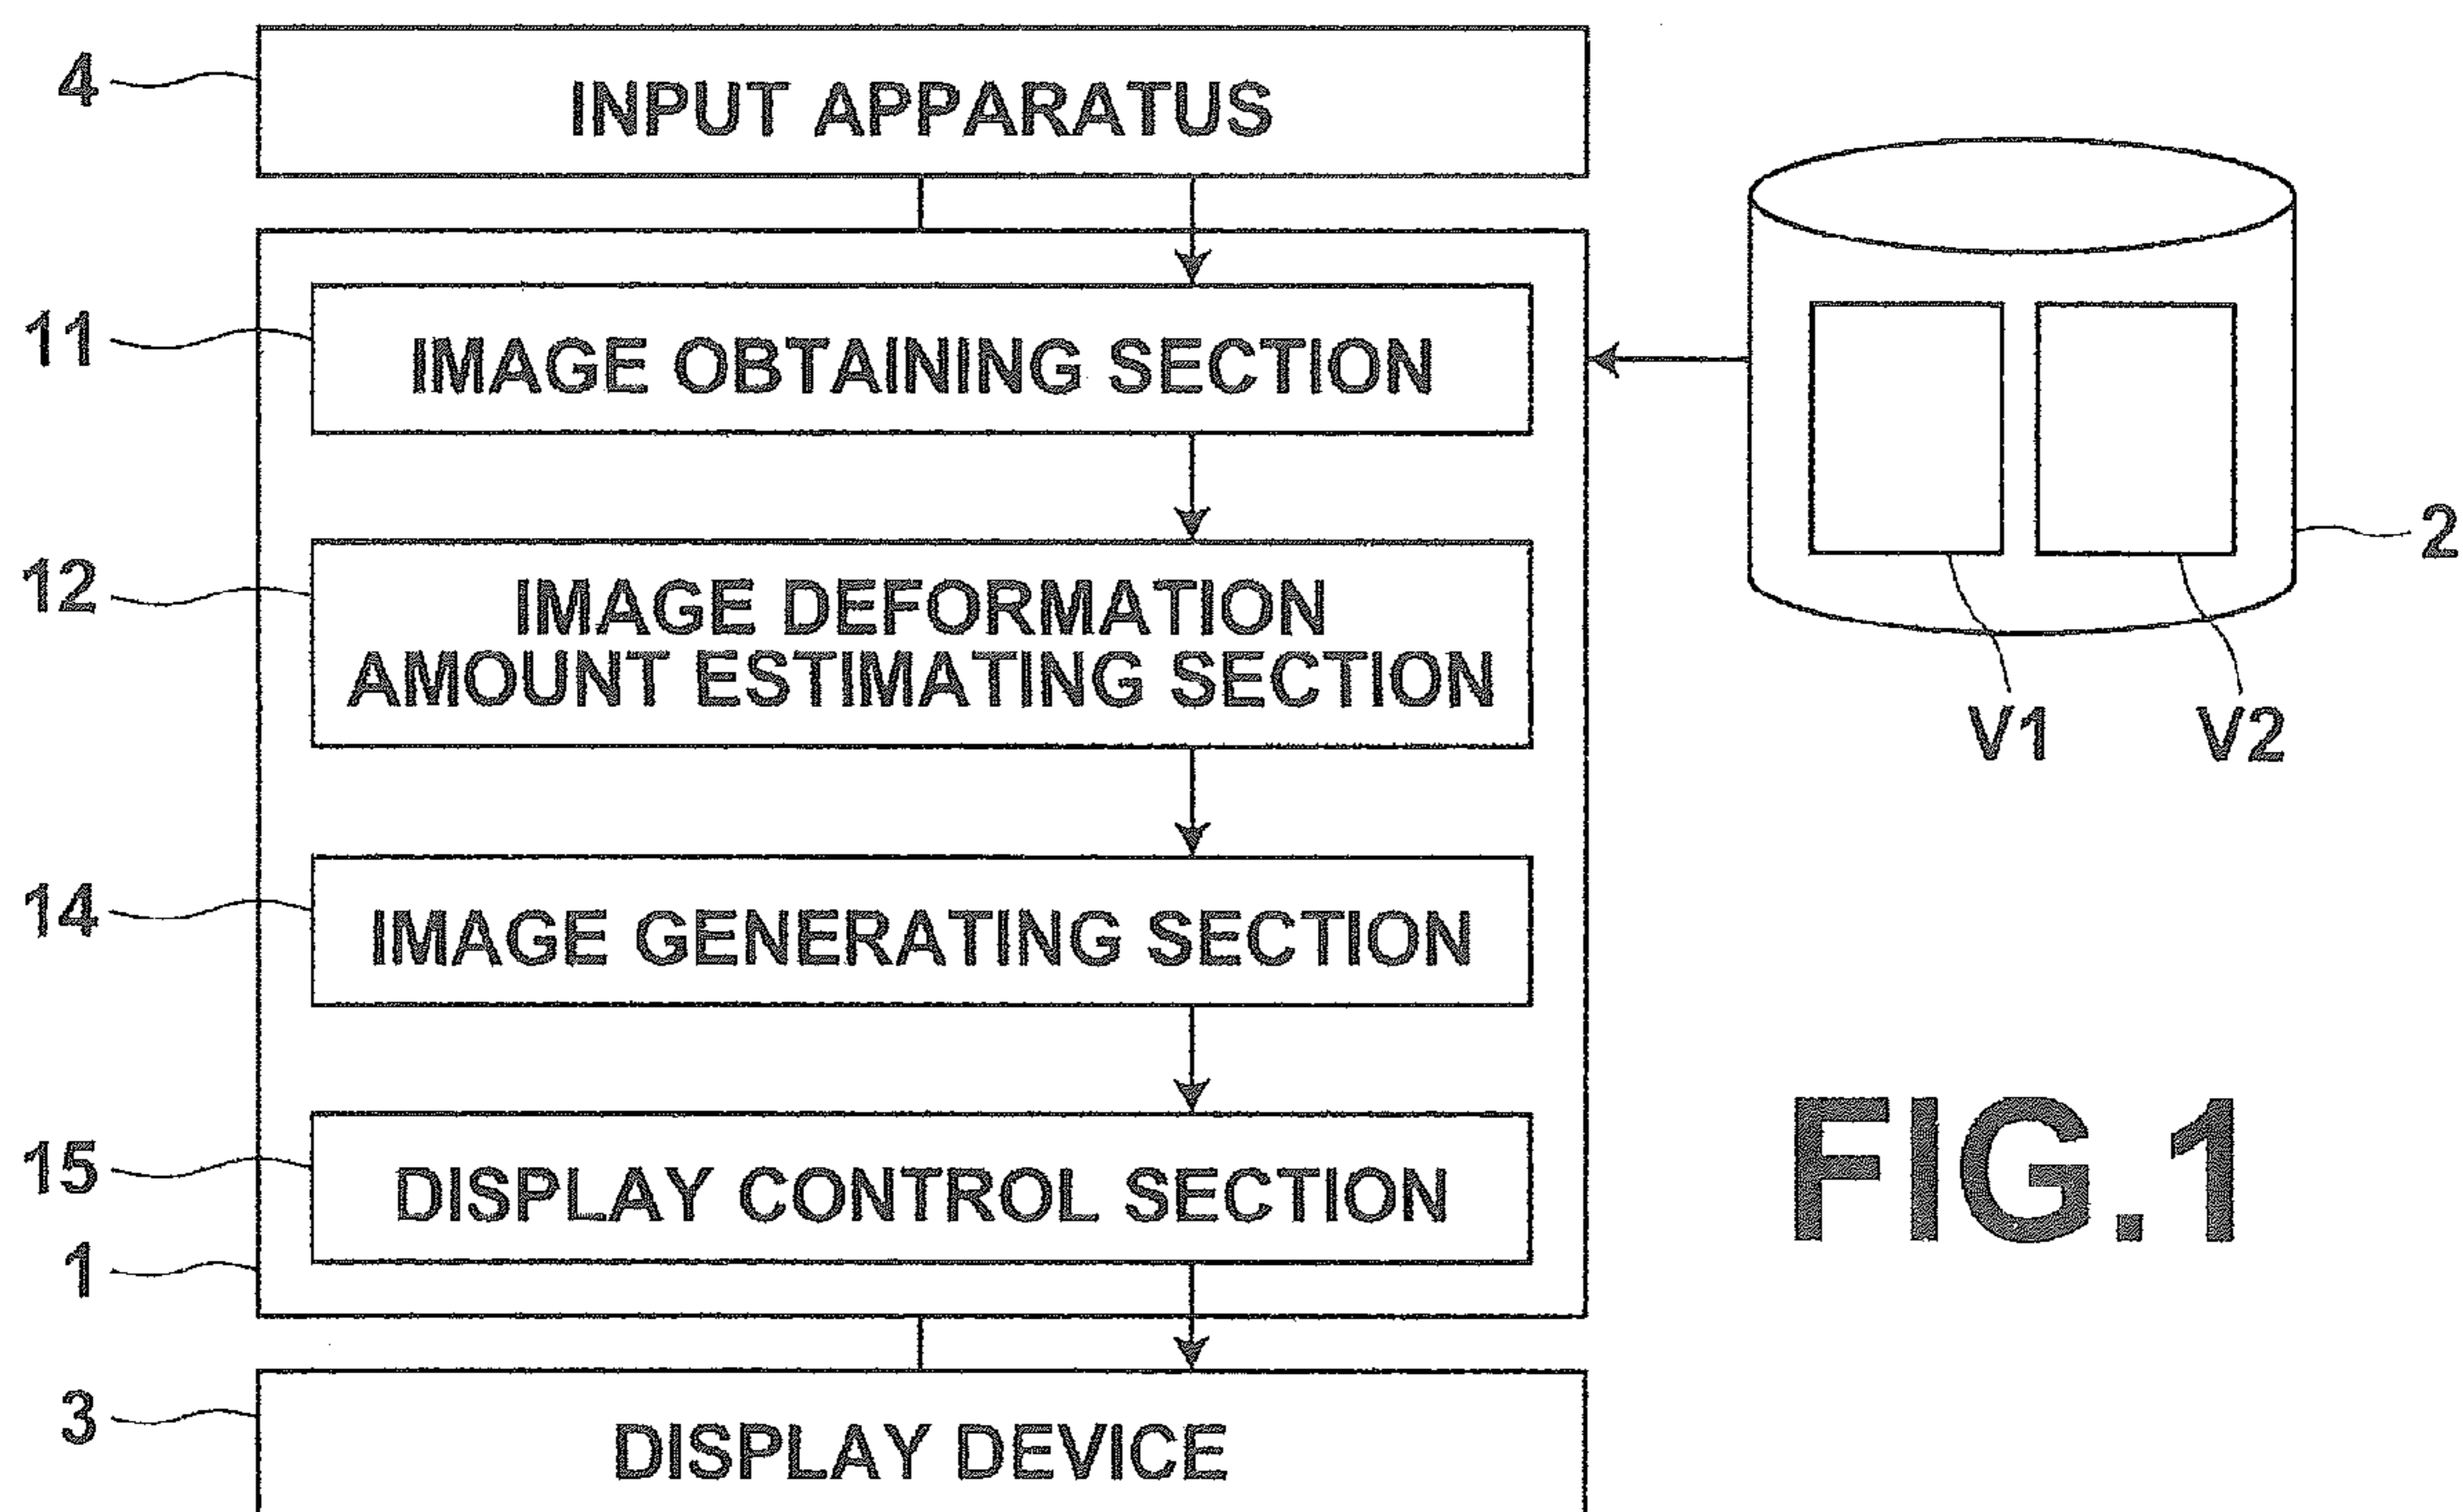 4
INPUT APPARATUS
11
IMAGE OBTAINING SECTION
12
IMAGE DEFORMATION
AMOUNT ESTIMATING SECTION
14
IMAGE GENERATING SECTION
15
DISPLAY CONTROL SECTION
1
3
DISPLAY DEVICE
2
V1
V2
FIG.1